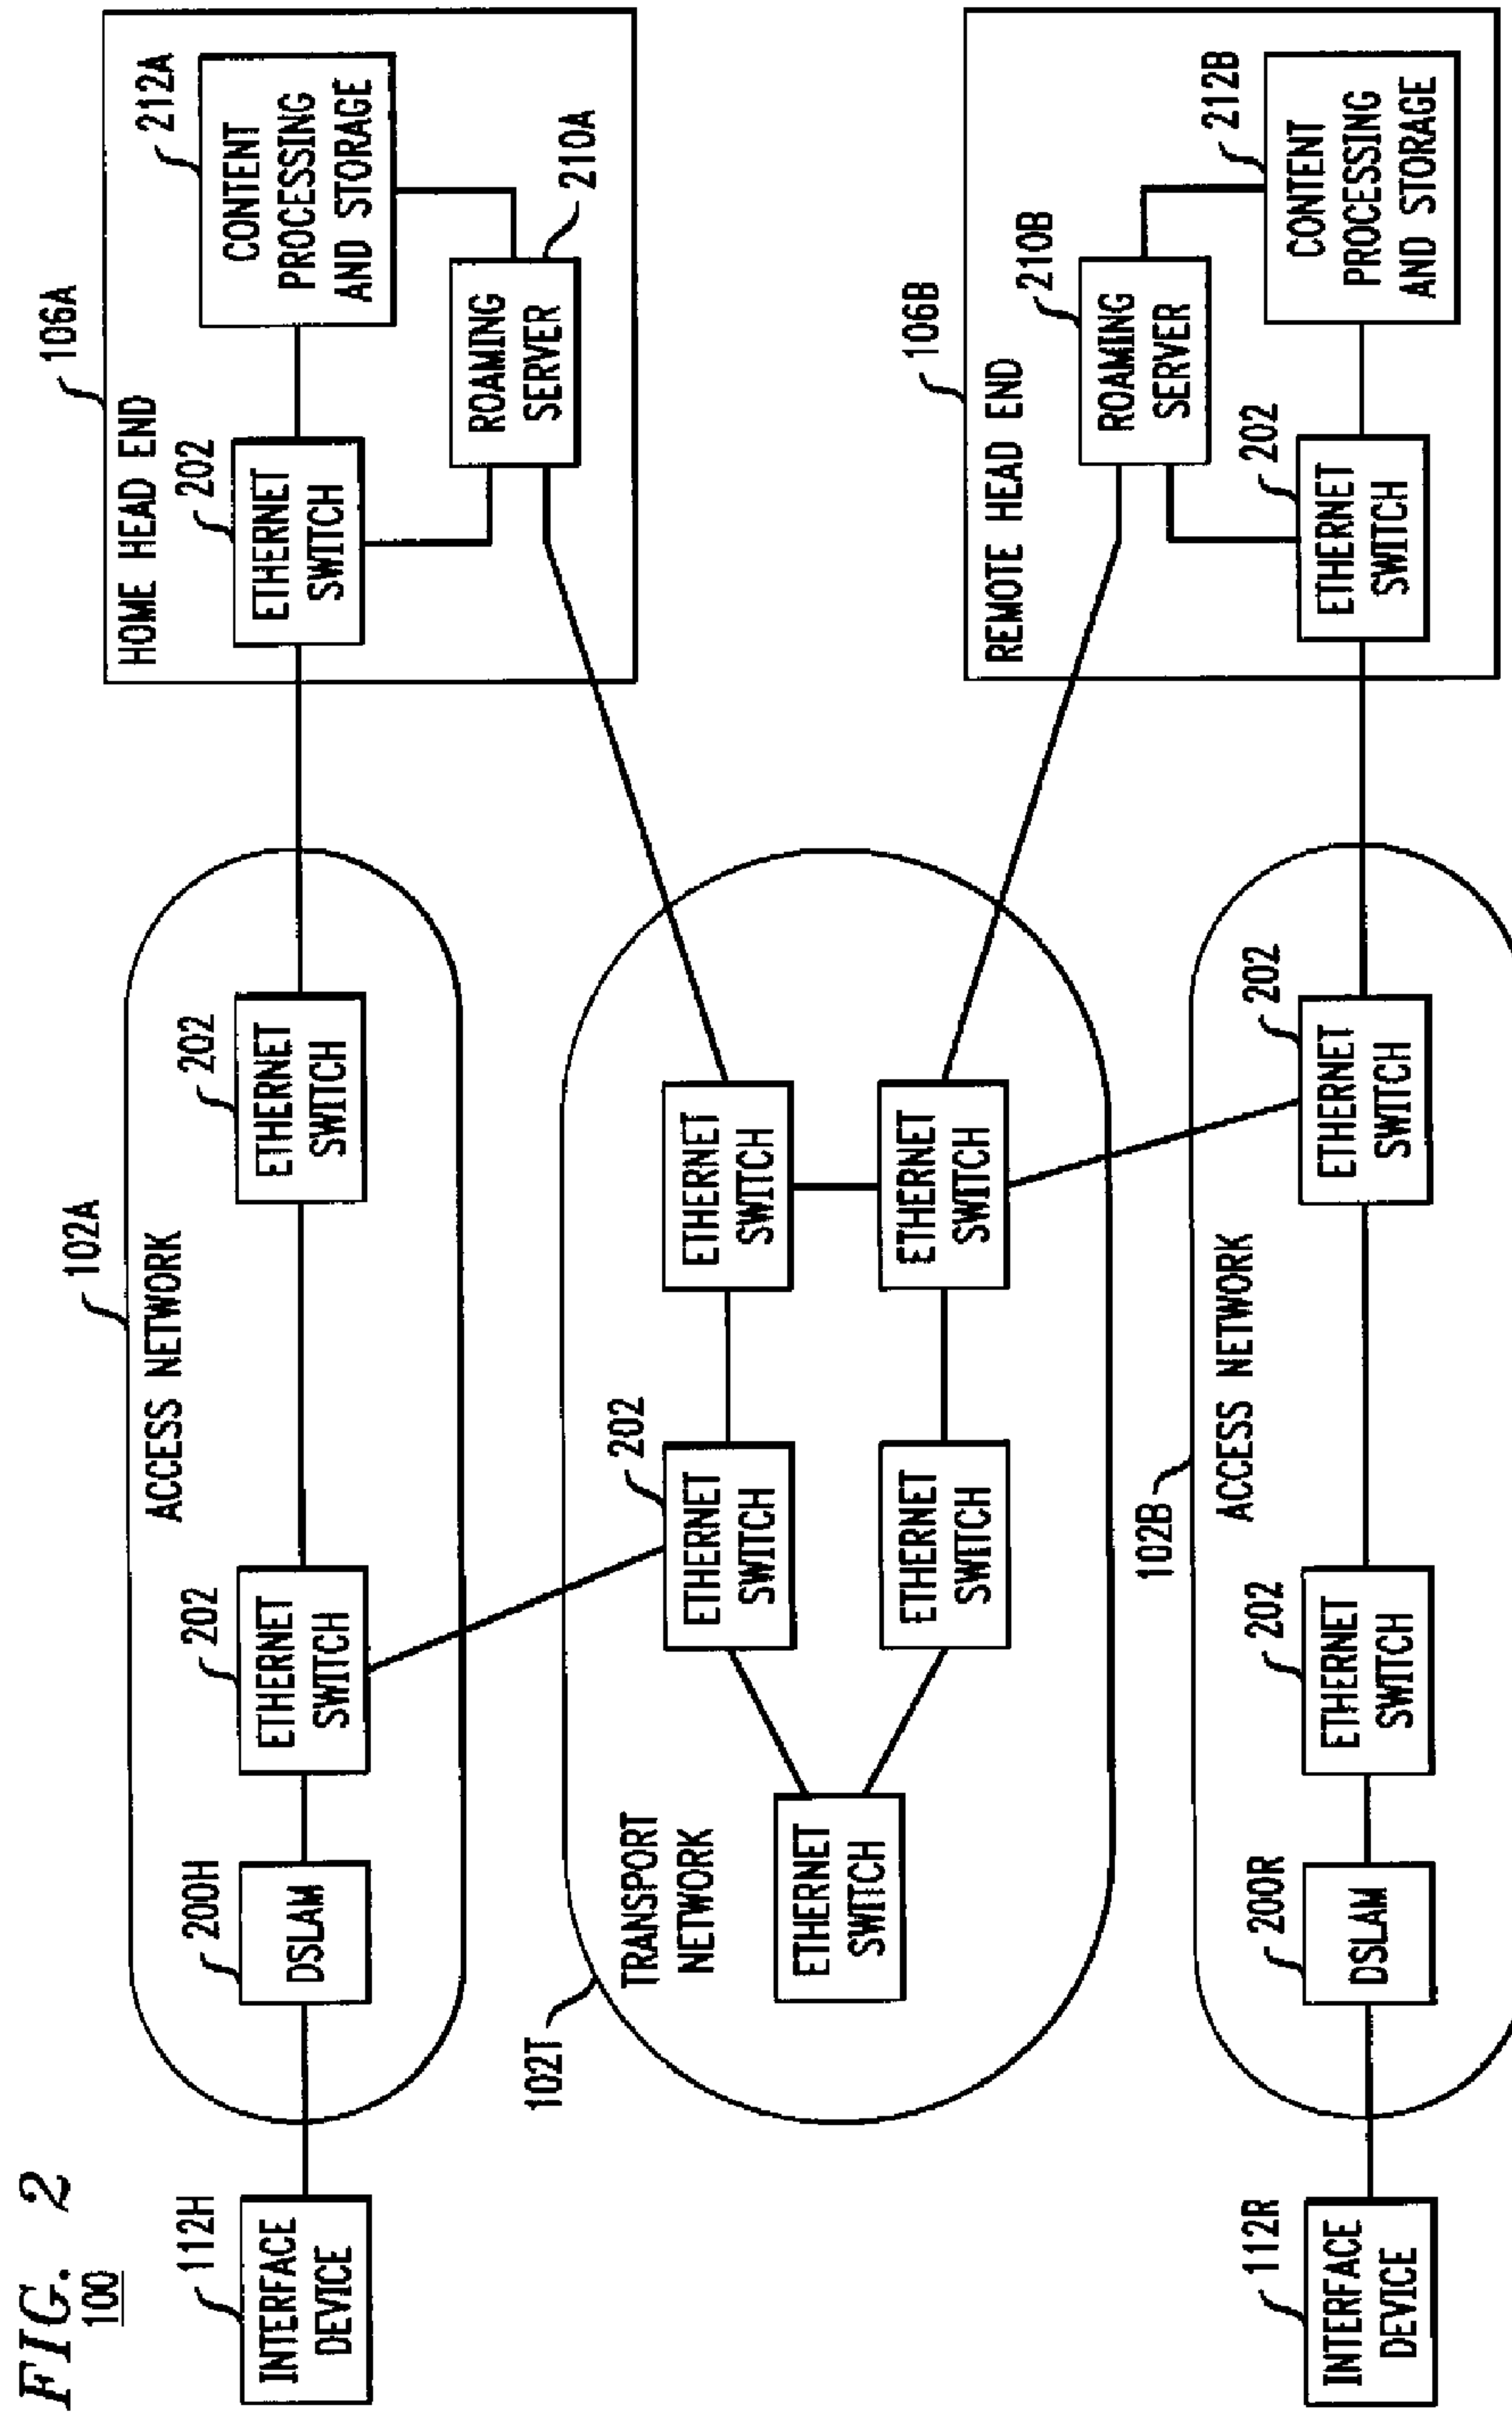 FIG. 2
100
112H
INTERFACE
DEVICE
102A
ACCESS NETWORK
200H
DSLAM
202
ETHERNET
SWITCH
202
ETHERNET
SWITCH
106A
HOME HEAD END
202
ETHERNET
SWITCH
212A
CONTENT
PROCESSING
AND STORAGE
210A
ROAMING
SERVER
102T
TRANSPORT
NETWORK
ETHERNET
SWITCH
202
ETHERNET
SWITCH
ETHERNET
SWITCH
ETHERNET
SWITCH
ETHERNET
SWITCH
106B
REMOTE HEAD END
210B
ROAMING
SERVER
202
ETHERNET
SWITCH
212B
CONTENT
PROCESSING
AND STORAGE
102B
ACCESS NETWORK
112R
INTERFACE
DEVICE
200R
DSLAM
202
ETHERNET
SWITCH
202
ETHERNET
SWITCH